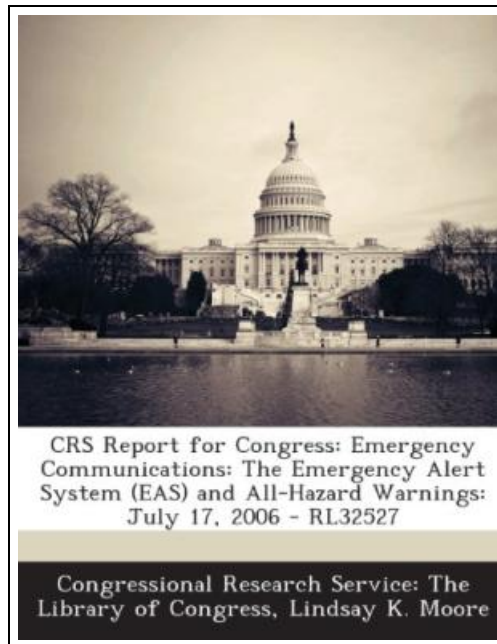 CRS Report for Congress: Emergency
Communications: The Emergency Alert
System (EAS) and All-Hazard Warnings:
July 17, 2006 - RL32527
Congressional Research Service: The
Library of Congress, Lindsay K. Moore